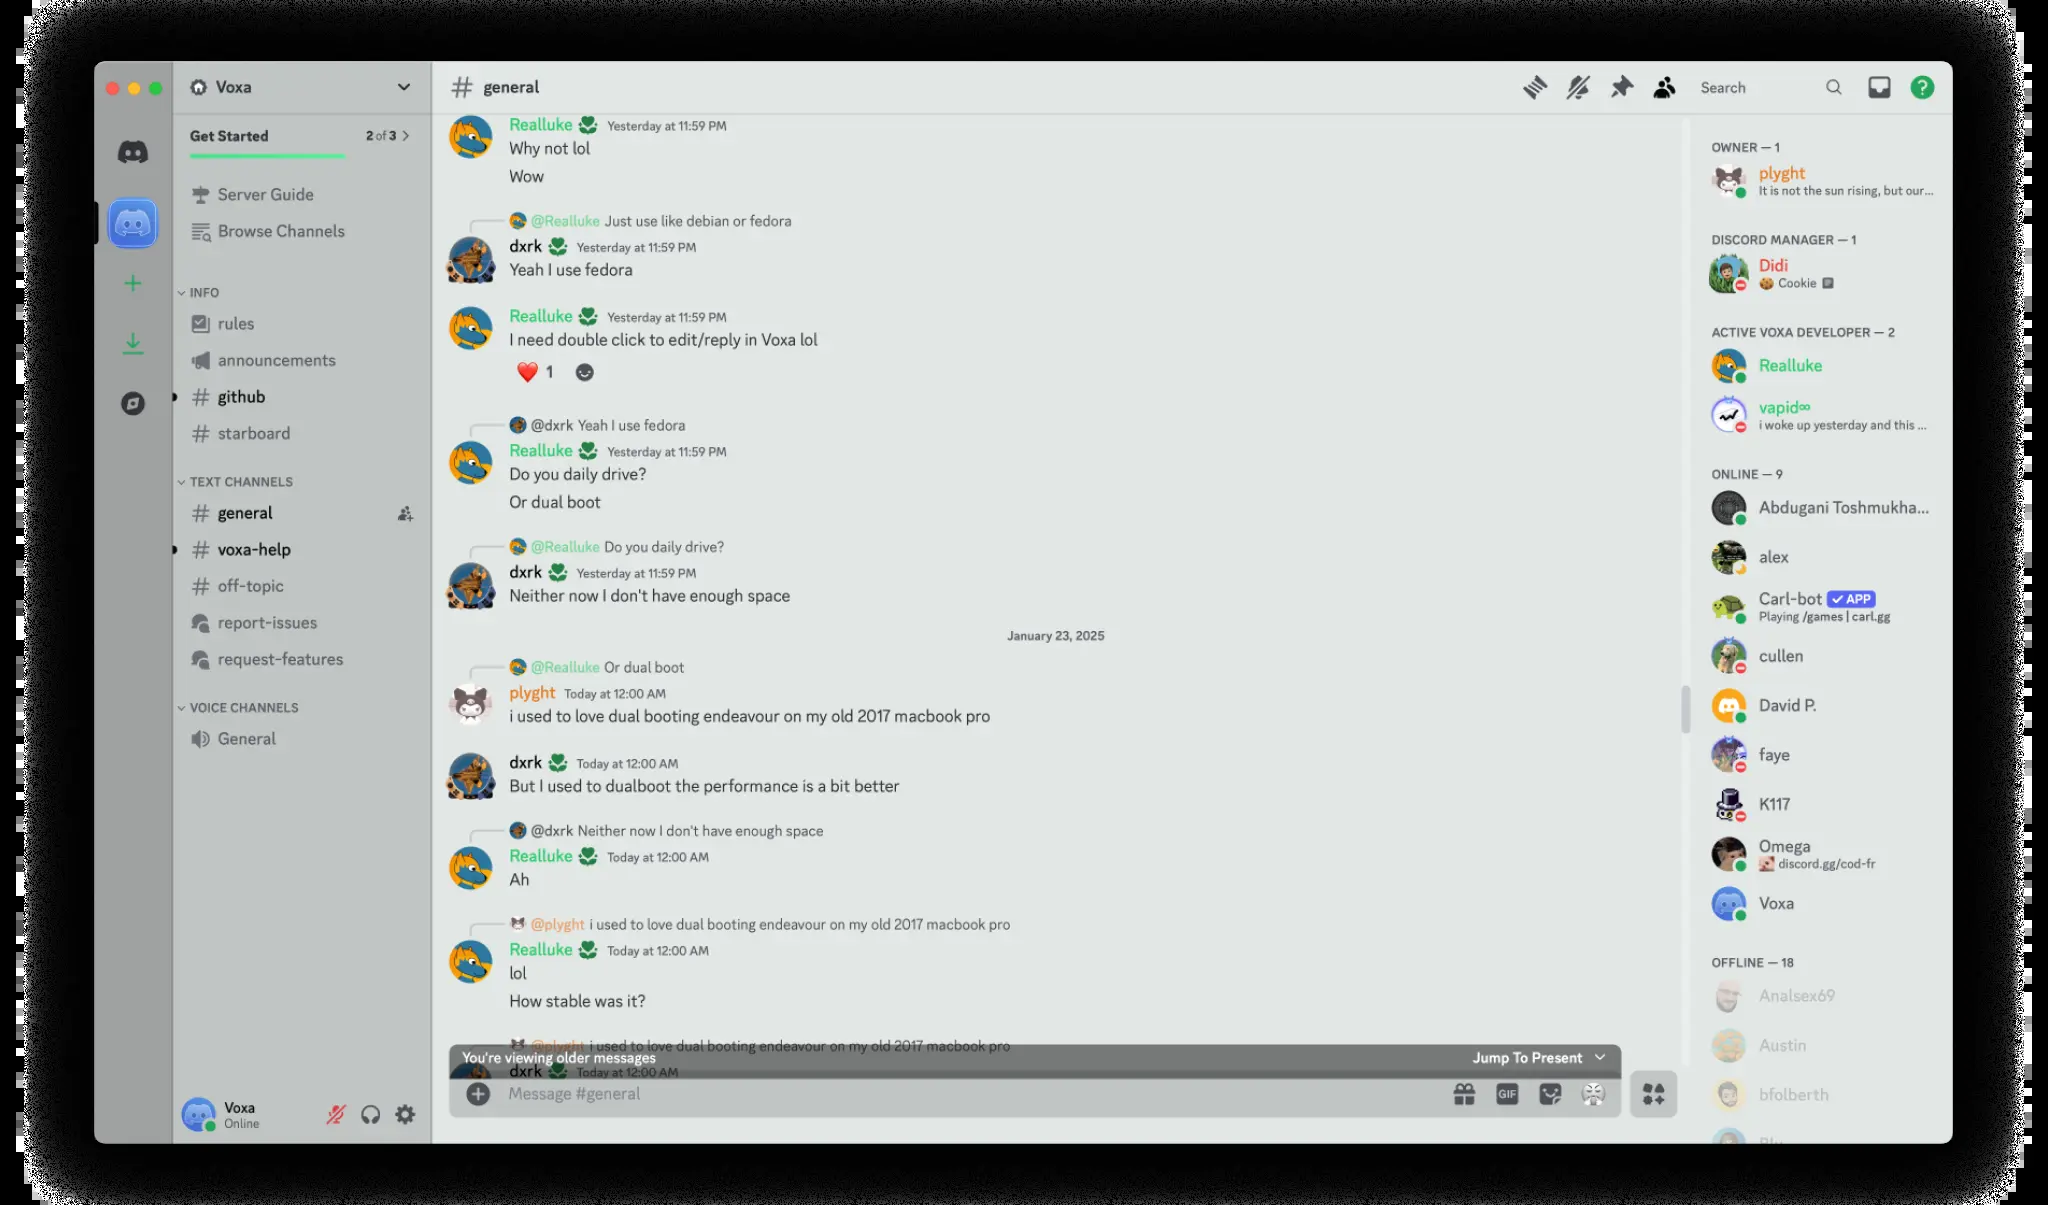 Voxa
Get Started 2 of 3
Server Guide
Browse Channels
INFO
rules
announcements
github
starboard
TEXT CHANNELS
general
voxa-help
off-topic
report-issues
request-features
VOICE CHANNELS
General
Voxa
Online
general
Search
Realluke Yesterday at 11:59 PM
Why not lol
Wow
@Realluke Just use like debian or fedora
dxrk Yesterday at 11:59 PM
Yeah I use fedora
Realluke Yesterday at 11:59 PM
I need double click to edit/reply in Voxa lol
1
@dxrk Yeah I use fedora
Realluke Yesterday at 11:59 PM
Do you daily drive?
Or dual boot
@Realluke Do you daily drive?
dxrk Yesterday at 11:59 PM
Neither now I don't have enough space
January 23, 2025
@Realluke Or dual boot
plyght Today at 12:00 AM
i used to love dual booting endeavour on my old 2017 macbook pro
dxrk Today at 12:00 AM
But I used to dualboot the performance is a bit better
@dxrk Neither now I don't have enough space
Realluke Today at 12:00 AM
Ah
@plyght i used to love dual booting endeavour on my old 2017 macbook pro
Realluke Today at 12:00 AM
lol
How stable was it?
@plyght i used to love dual booting endeavour on my old 2017 macbook pro
You're viewing older messages Jump To Present
dxrk Today at 12:00 AM
Message #general
GIF
OWNER — 1
plyght
It is not the sun rising, but our...
DISCORD MANAGER — 1
Didi
Cookie
ACTIVE VOXA DEVELOPER — 2
Realluke
vapid∞
i woke up yesterday and this ...
ONLINE — 9
Abdugani Toshmukha...
alex
Carl-bot APP
Playing /games | carl.gg
cullen
David P.
faye
K117
Omega
discord.gg/cod-fr
Voxa
OFFLINE — 18
Analsex69
Austin
bfolberth